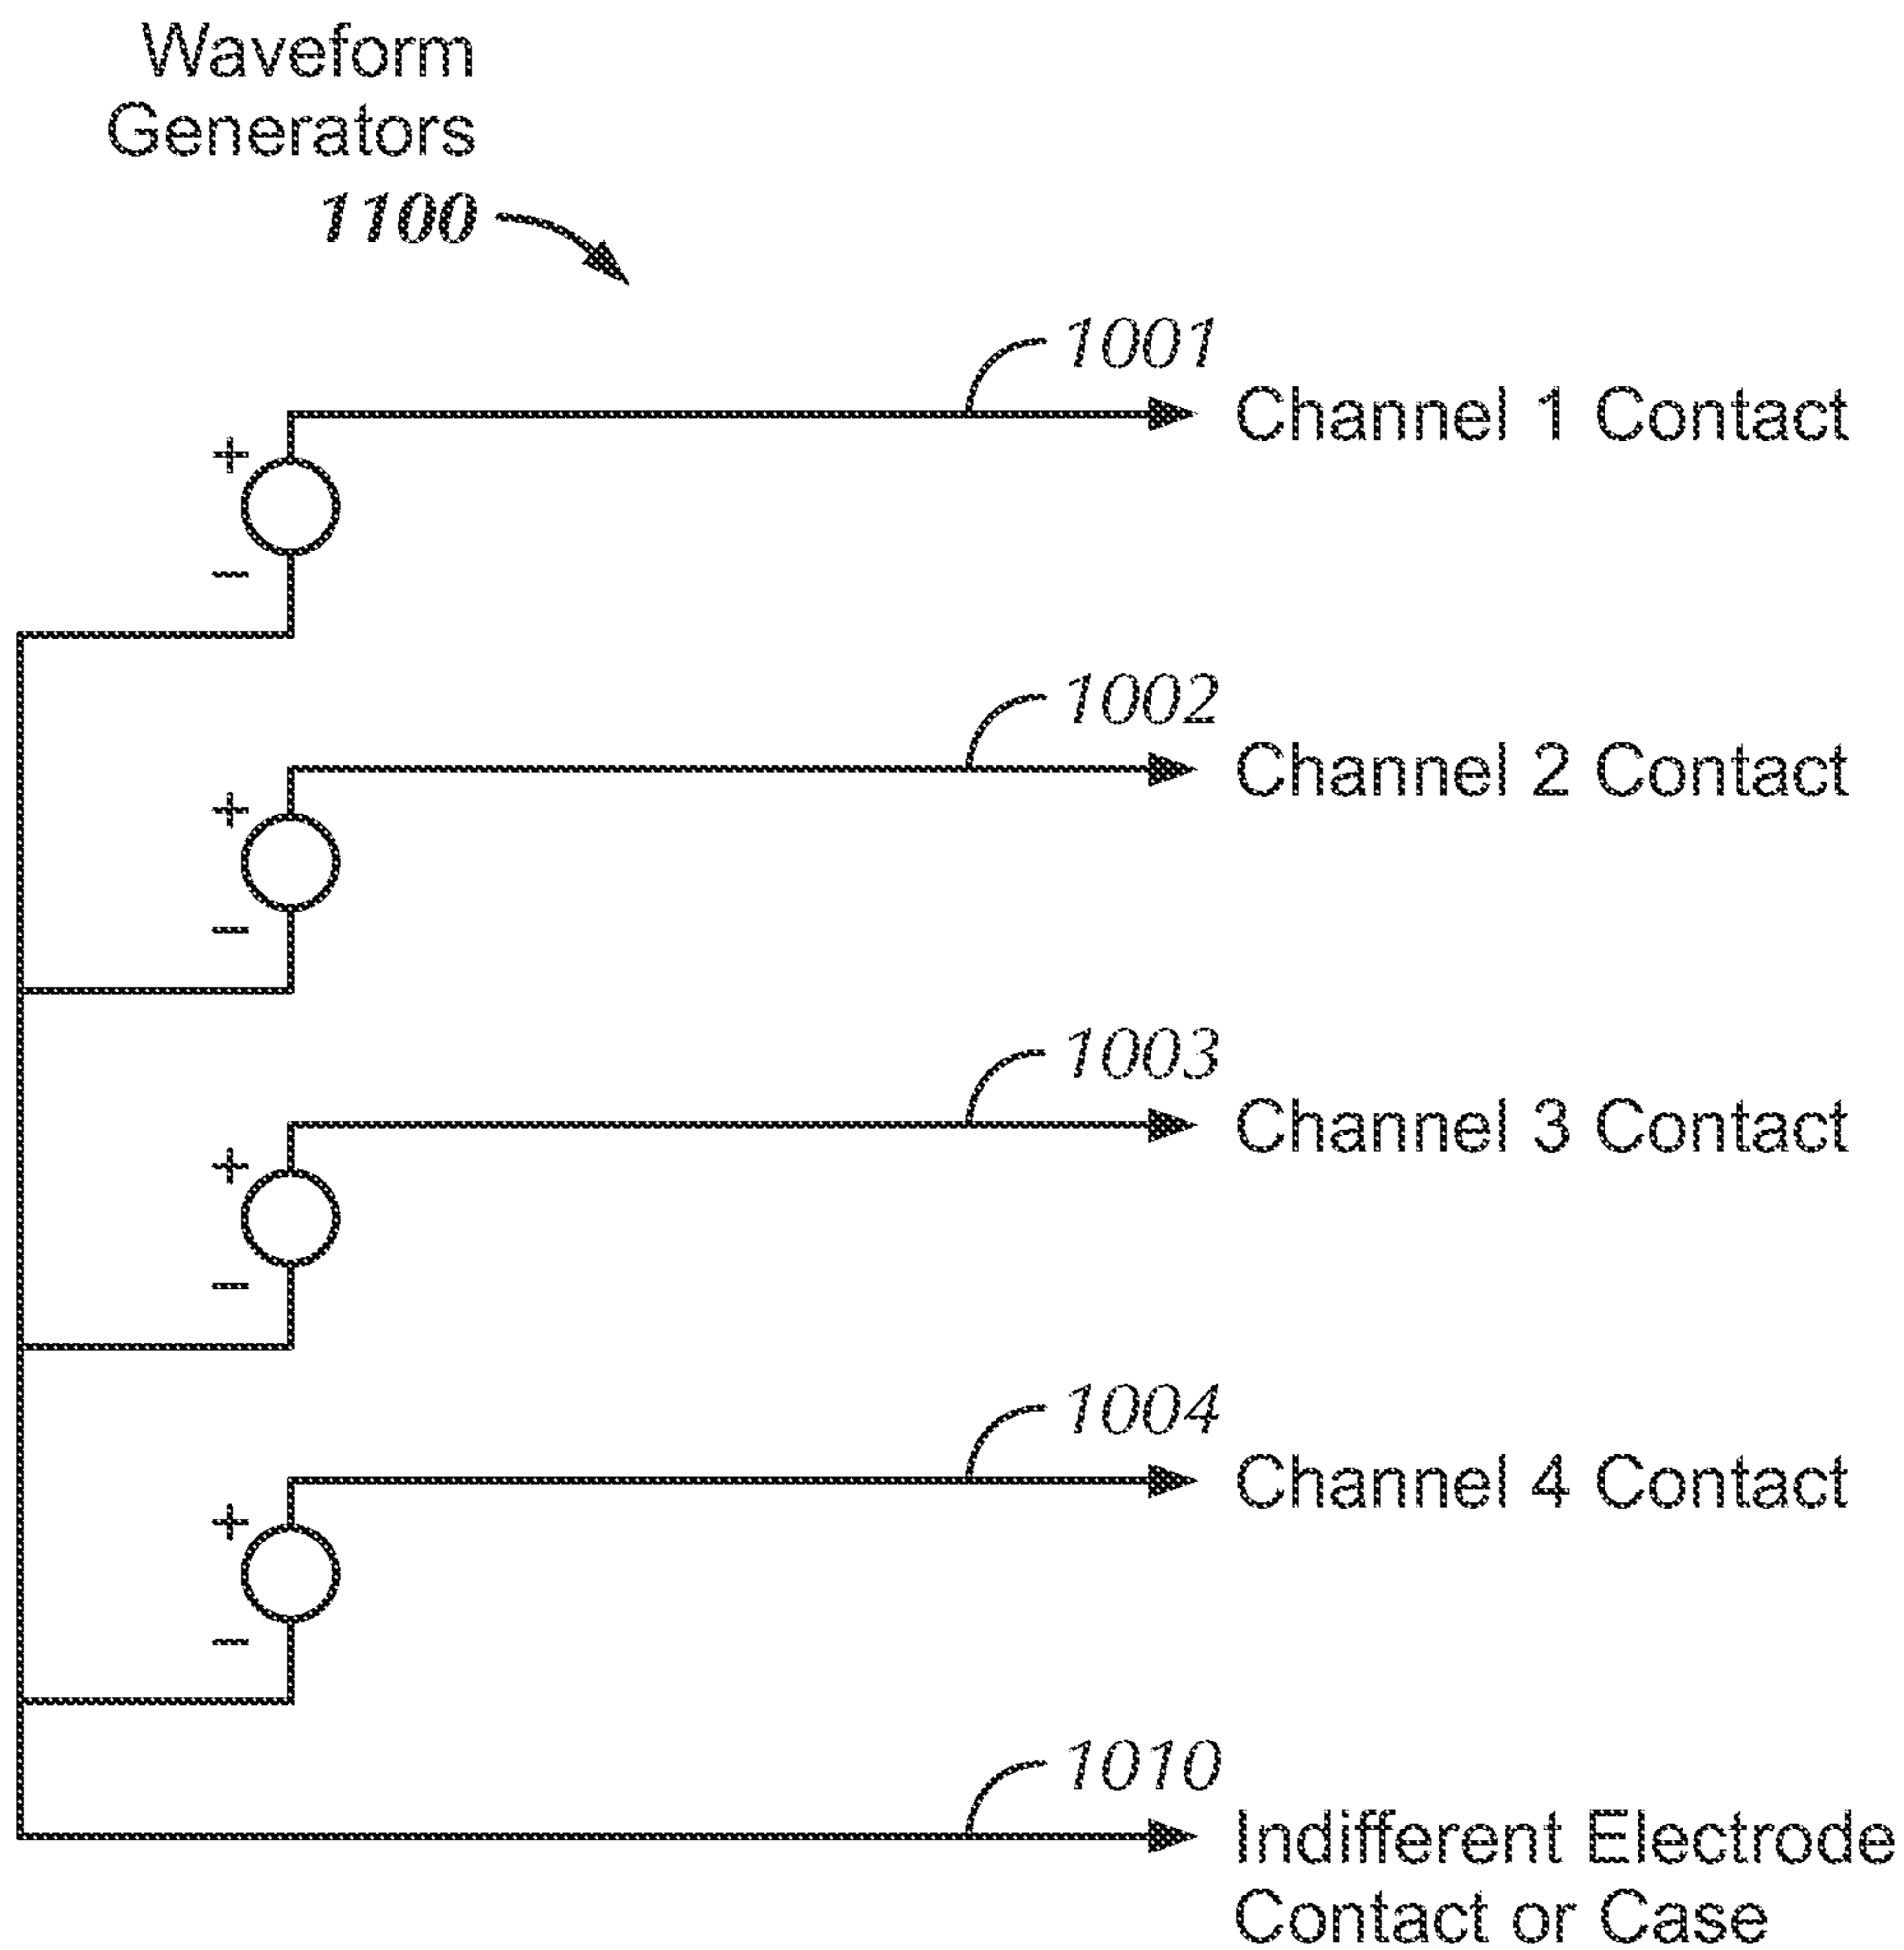 Waveform
Generators
1100
1001
Channel 1 Contact
+
−
1002
Channel 2 Contact
+
−
1003
Channel 3 Contact
+
−
1004
Channel 4 Contact
+
−
1010
Indifferent Electrode
Contact or Case